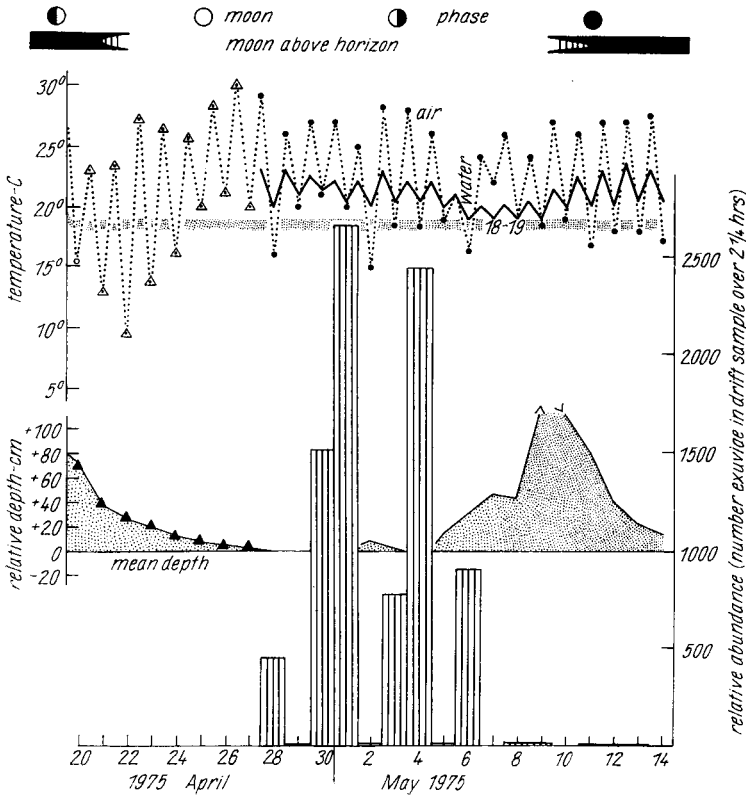 moon phase
moon above horizon
temperature-C
30°
25°
20°
15°
10°
5°
air
water
18-19
relative depth-cm
+100
+80
+60
+40
+20
0
-20
mean depth
2500
2000
1500
1000
500
relative abundance (number exuviae in drift sample over 2 1/4 hrs)
20 22 24 26 28 30 2 4 6 8 10 12 14
1975 April May 1975